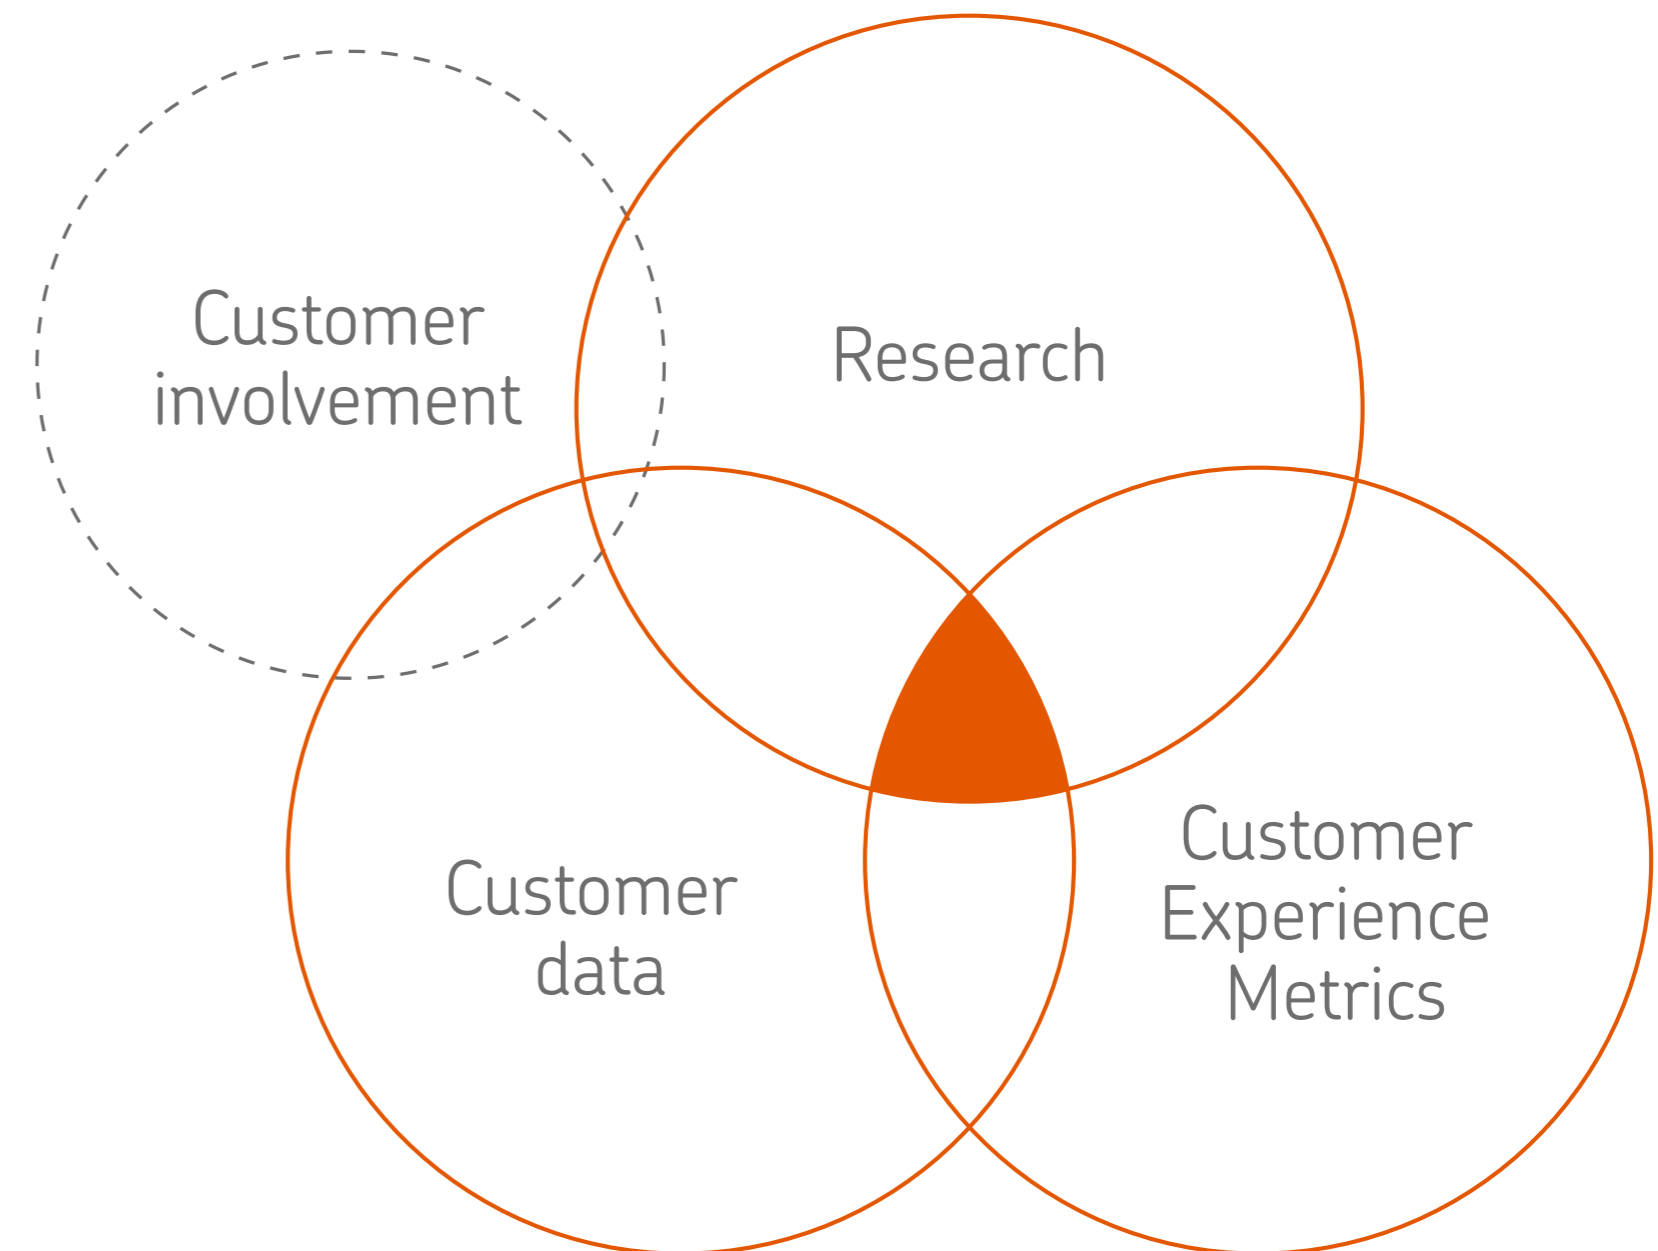 Customer
involvement
Research
Customer
data
Customer
Experience
Metrics